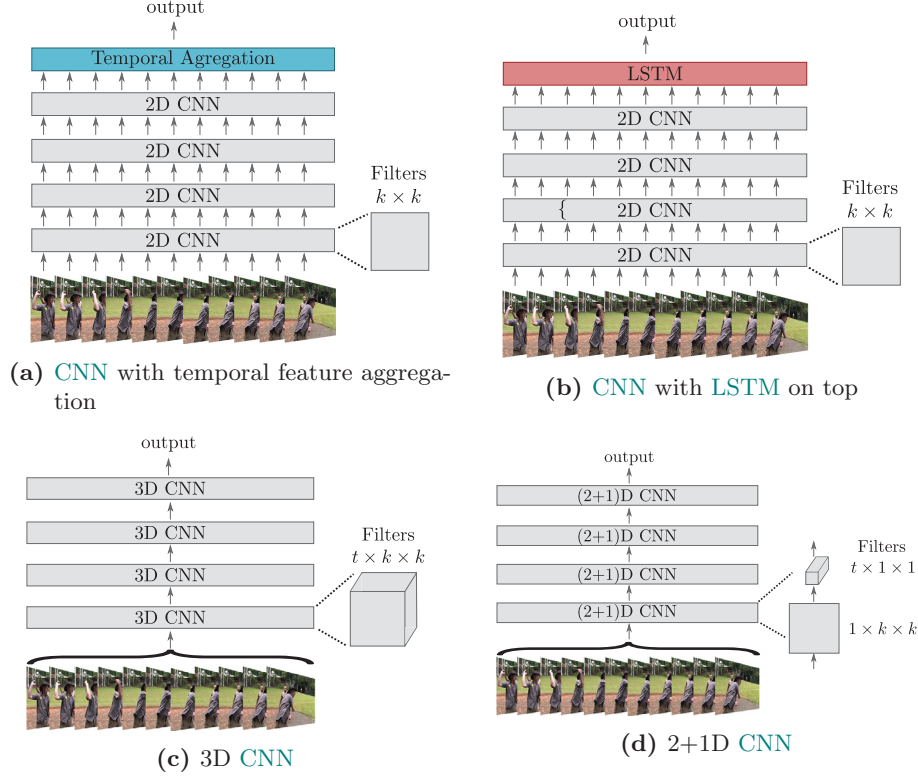 output
Temporal Agregation
2D CNN
2D CNN
2D CNN
2D CNN
Filters
k × k
(a) CNN with temporal feature aggrega-
tion
output
LSTM
2D CNN
2D CNN
{ 2D CNN
2D CNN
Filters
k × k
(b) CNN with LSTM on top
output
3D CNN
3D CNN
3D CNN
3D CNN
Filters
t × k × k
(c) 3D CNN
output
(2+1)D CNN
(2+1)D CNN
(2+1)D CNN
(2+1)D CNN
Filters
t × 1 × 1
1 × k × k
(d) 2+1D CNN